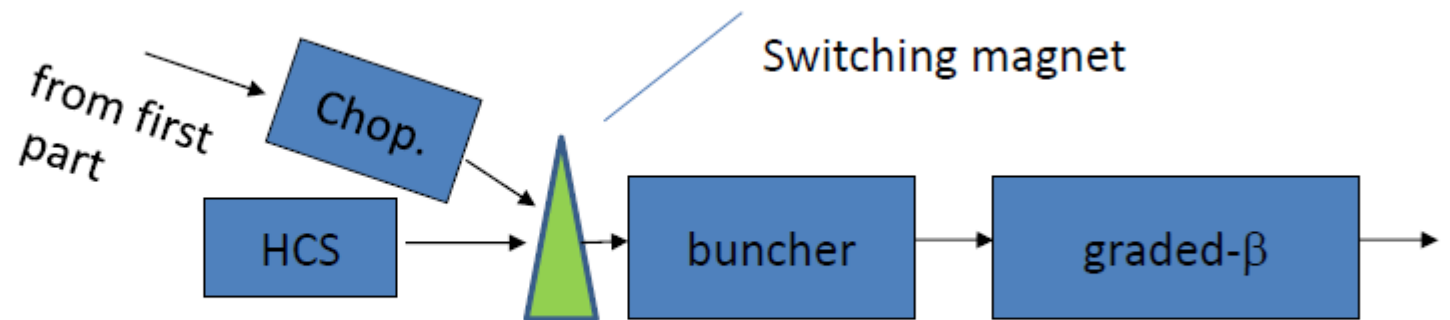 Switching magnet
from first
part
Chop.
HCS
buncher
graded-β